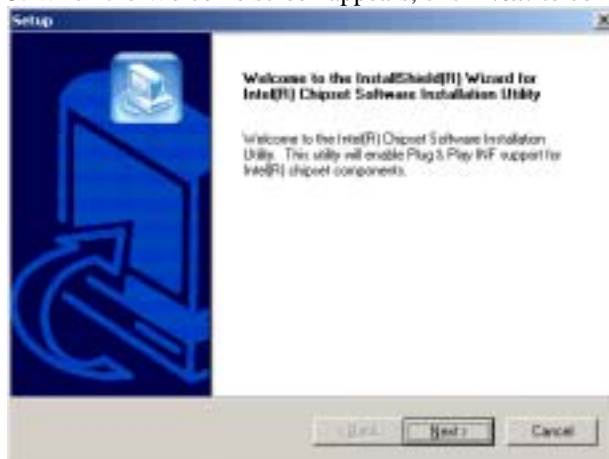 Setup
Welcome to the InstallShield(R) Wizard for
Intel(R) Chipset Software Installation Utility
Welcome to the Intel(R) Chipset Software Installation
Utility. This utility will enable Plug & Play INF support for
Intel(R) chipset components.
< Back
Next >
Cancel